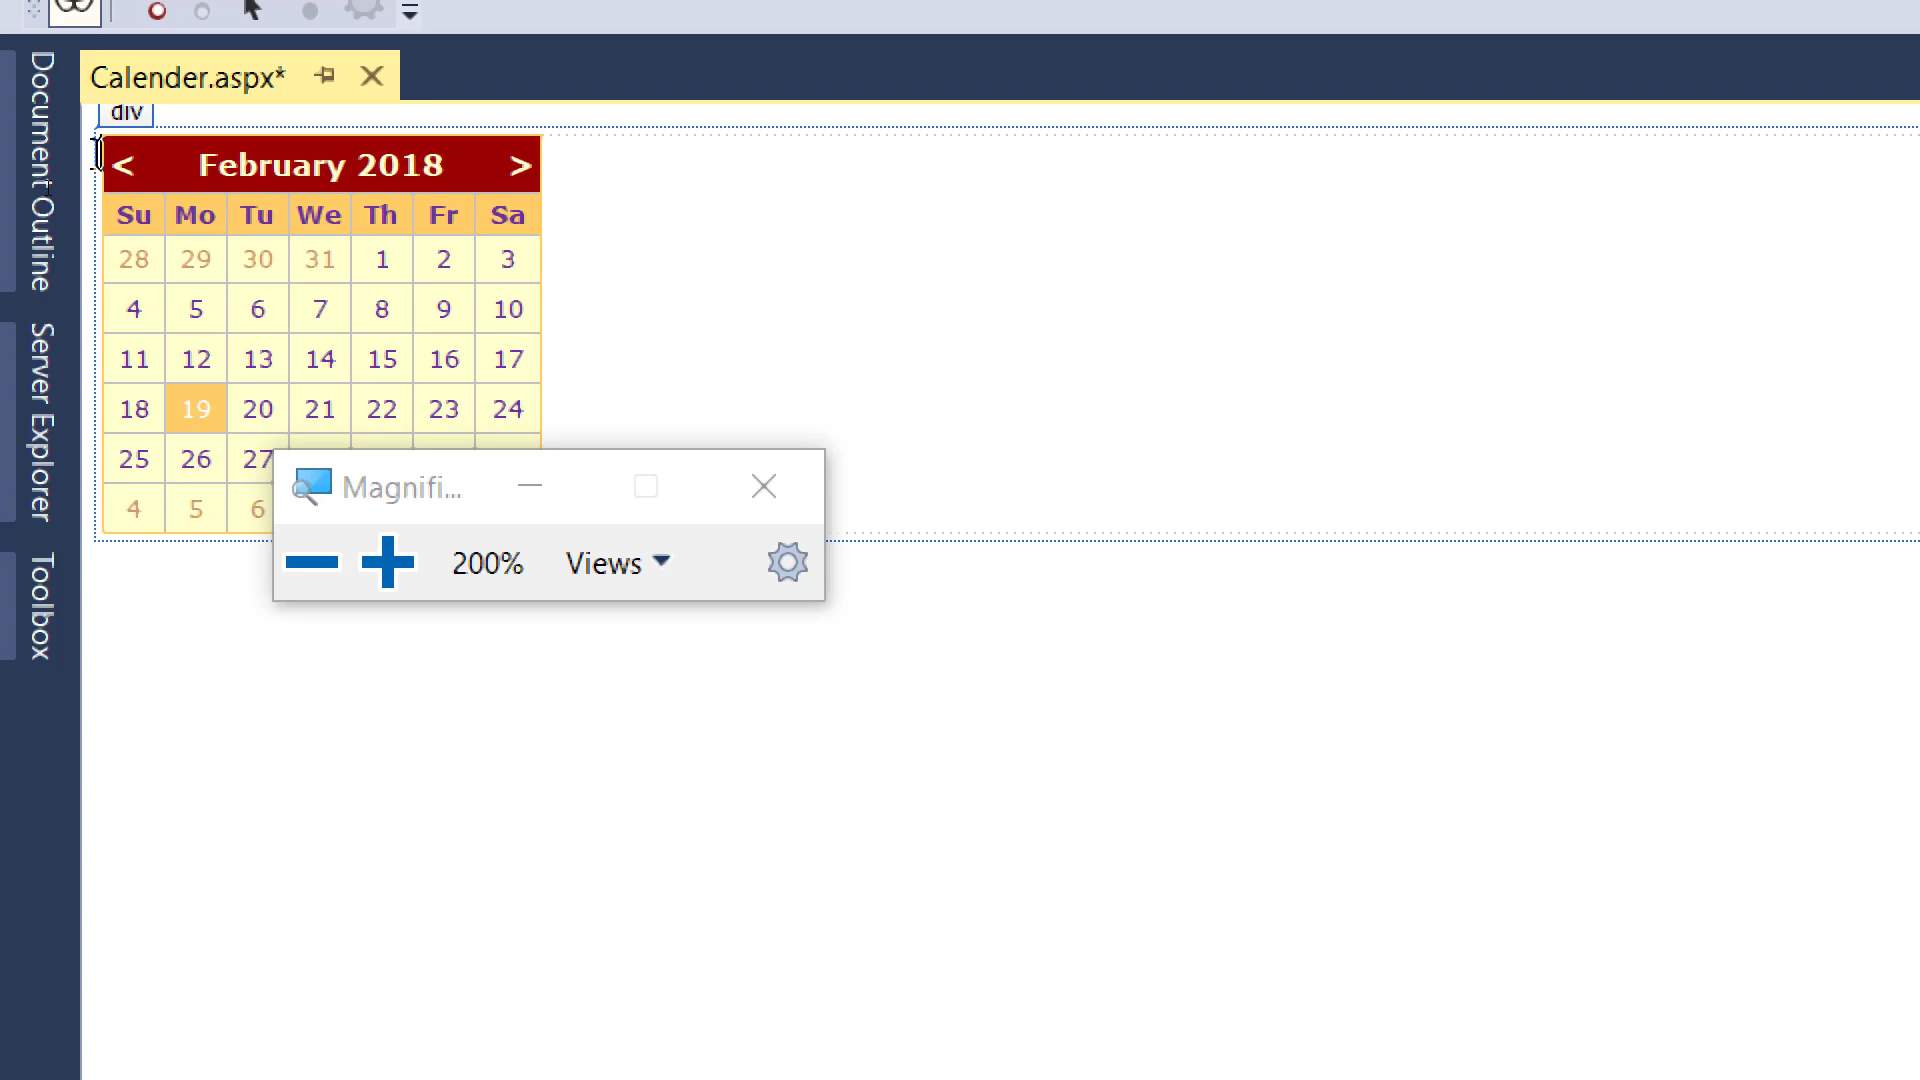 Calender.aspx*
div
< February 2018 >
Su Mo Tu We Th Fr Sa
28 29 30 31 1 2 3
4 5 6 7 8 9 10
11 12 13 14 15 16 17
18 19 20 21 22 23 24
25 26 27
4 5 6
Magnifi...
200% Views
Document Outline
Server Explorer
Toolbox